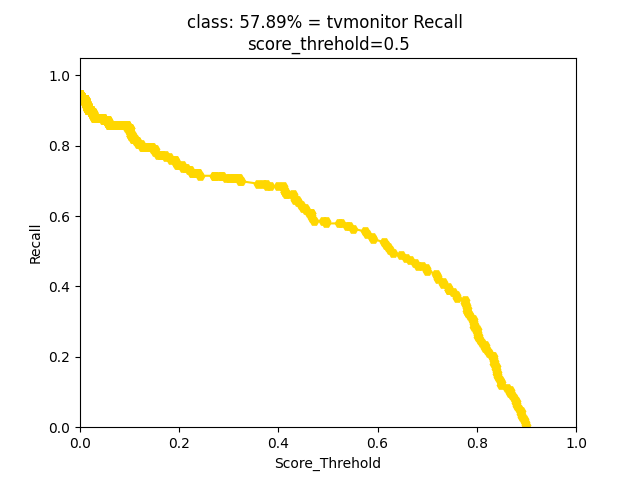 class: 57.89% = tvmonitor Recall
score_threhold=0.5
1.0
0.8
0.6
0.4
0.2
0.0
Recall
0.0 0.2 0.4 0.6 0.8 1.0
Score_Threhold